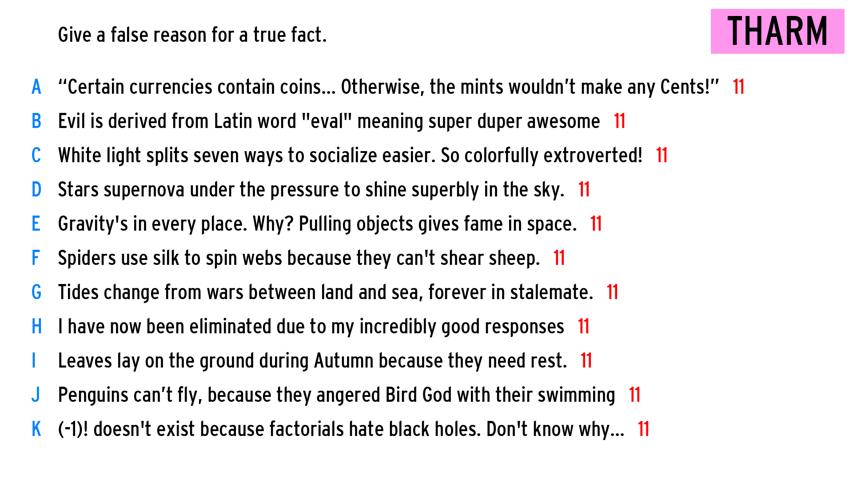 Give a false reason for a true fact.
THARM
A “Certain currencies contain coins... Otherwise, the mints wouldn’t make any Cents!” 11
B Evil is derived from Latin word "eval" meaning super duper awesome 11
C White light splits seven ways to socialize easier. So colorfully extroverted! 11
D Stars supernova under the pressure to shine superbly in the sky. 11
E Gravity's in every place. Why? Pulling objects gives fame in space. 11
F Spiders use silk to spin webs because they can't shear sheep. 11
G Tides change from wars between land and sea, forever in stalemate. 11
H I have now been eliminated due to my incredibly good responses 11
I Leaves lay on the ground during Autumn because they need rest. 11
J Penguins can’t fly, because they angered Bird God with their swimming 11
K (-1)! doesn't exist because factorials hate black holes. Don't know why... 11